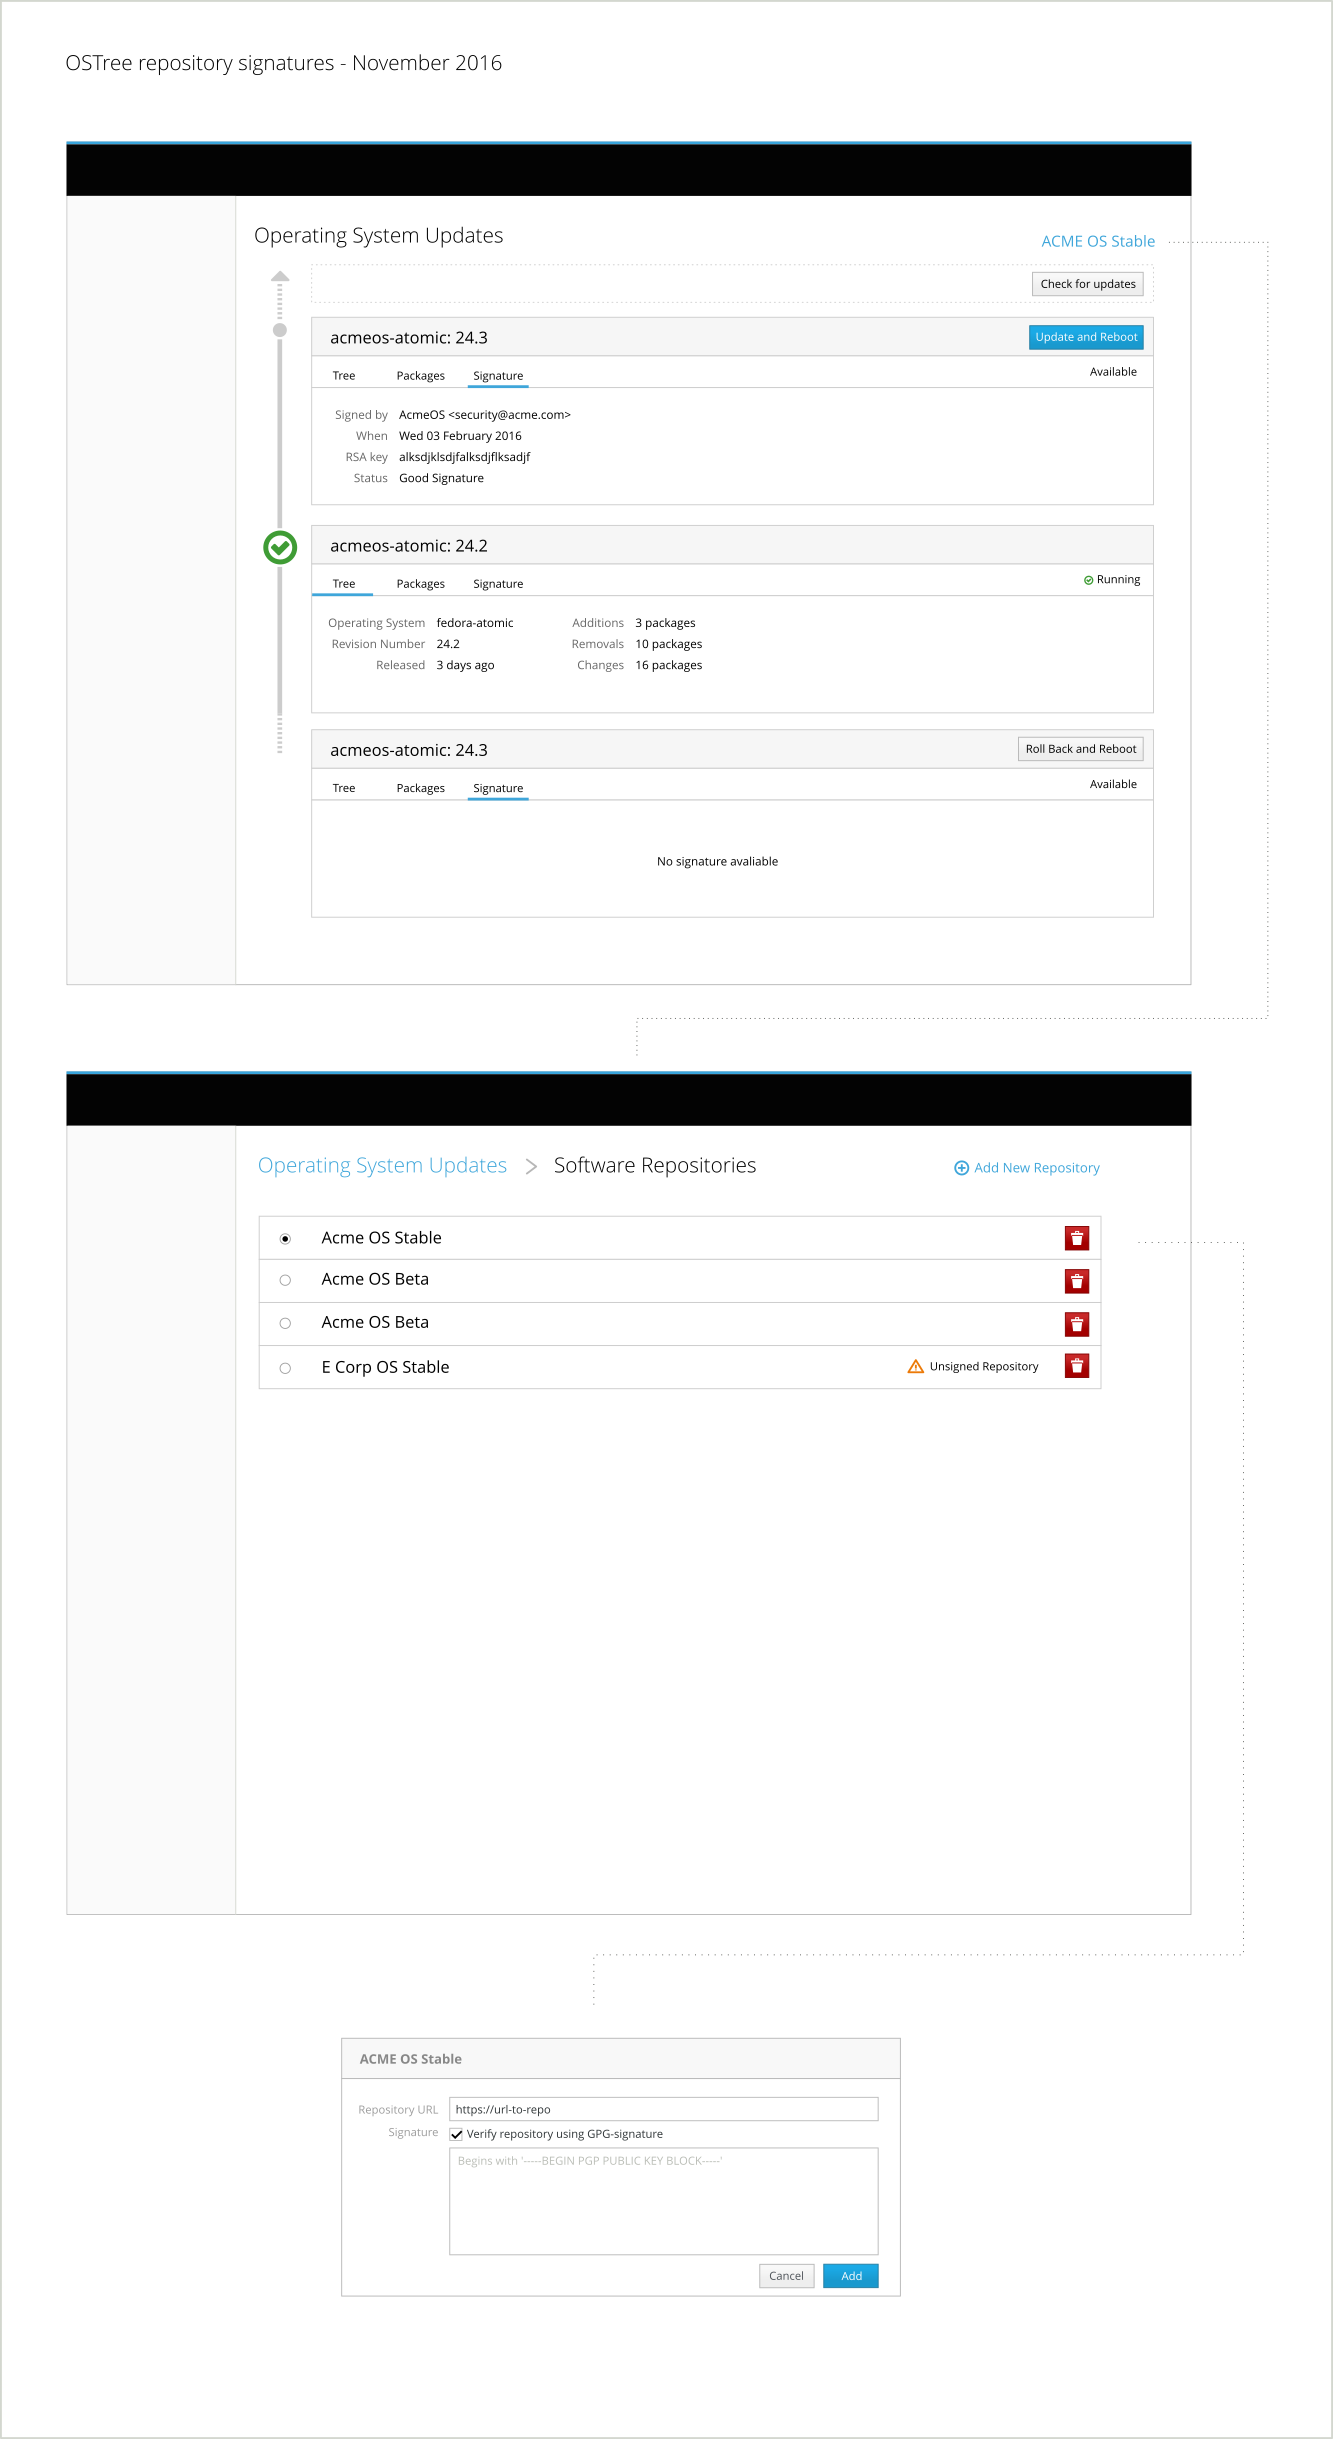 OSTree repository signatures - November 2016
Operating System Updates
ACME OS Stable
Check for updates
acmeos-atomic: 24.3
Update and Reboot
Tree Packages Signature
Available
Signed by AcmeOS <security@acme.com>
When Wed 03 February 2016
RSA key alksdjklsdjfalksdjflksadjf
Status Good Signature
acmeos-atomic: 24.2
Tree Packages Signature
Running
Operating System fedora-atomic Additions 3 packages
Revision Number 24.2 Removals 10 packages
Released 3 days ago Changes 16 packages
acmeos-atomic: 24.3
Roll Back and Reboot
Tree Packages Signature
Available
No signature avaliable
Operating System Updates > Software Repositories
Add New Repository
Acme OS Stable
Acme OS Beta
Acme OS Beta
E Corp OS Stable Unsigned Repository
ACME OS Stable
Repository URL https://url-to-repo
Signature Verify repository using GPG-signature
Begins with '-----BEGIN PGP PUBLIC KEY BLOCK-----'
Cancel Add